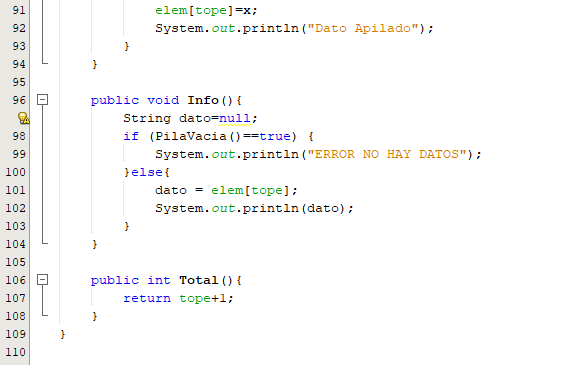 91 elem[tope]=x;
92 System.out.println("Dato Apilado");
93 }
94 }
95
96 public void Info(){
String dato=null;
98 if (PilaVacia()==true) {
99 System.out.println("ERROR NO HAY DATOS");
100 }else{
101 dato = elem[tope];
102 System.out.println(dato);
103 }
104 }
105
106 public int Total(){
107 return tope+1;
108 }
109 }
110